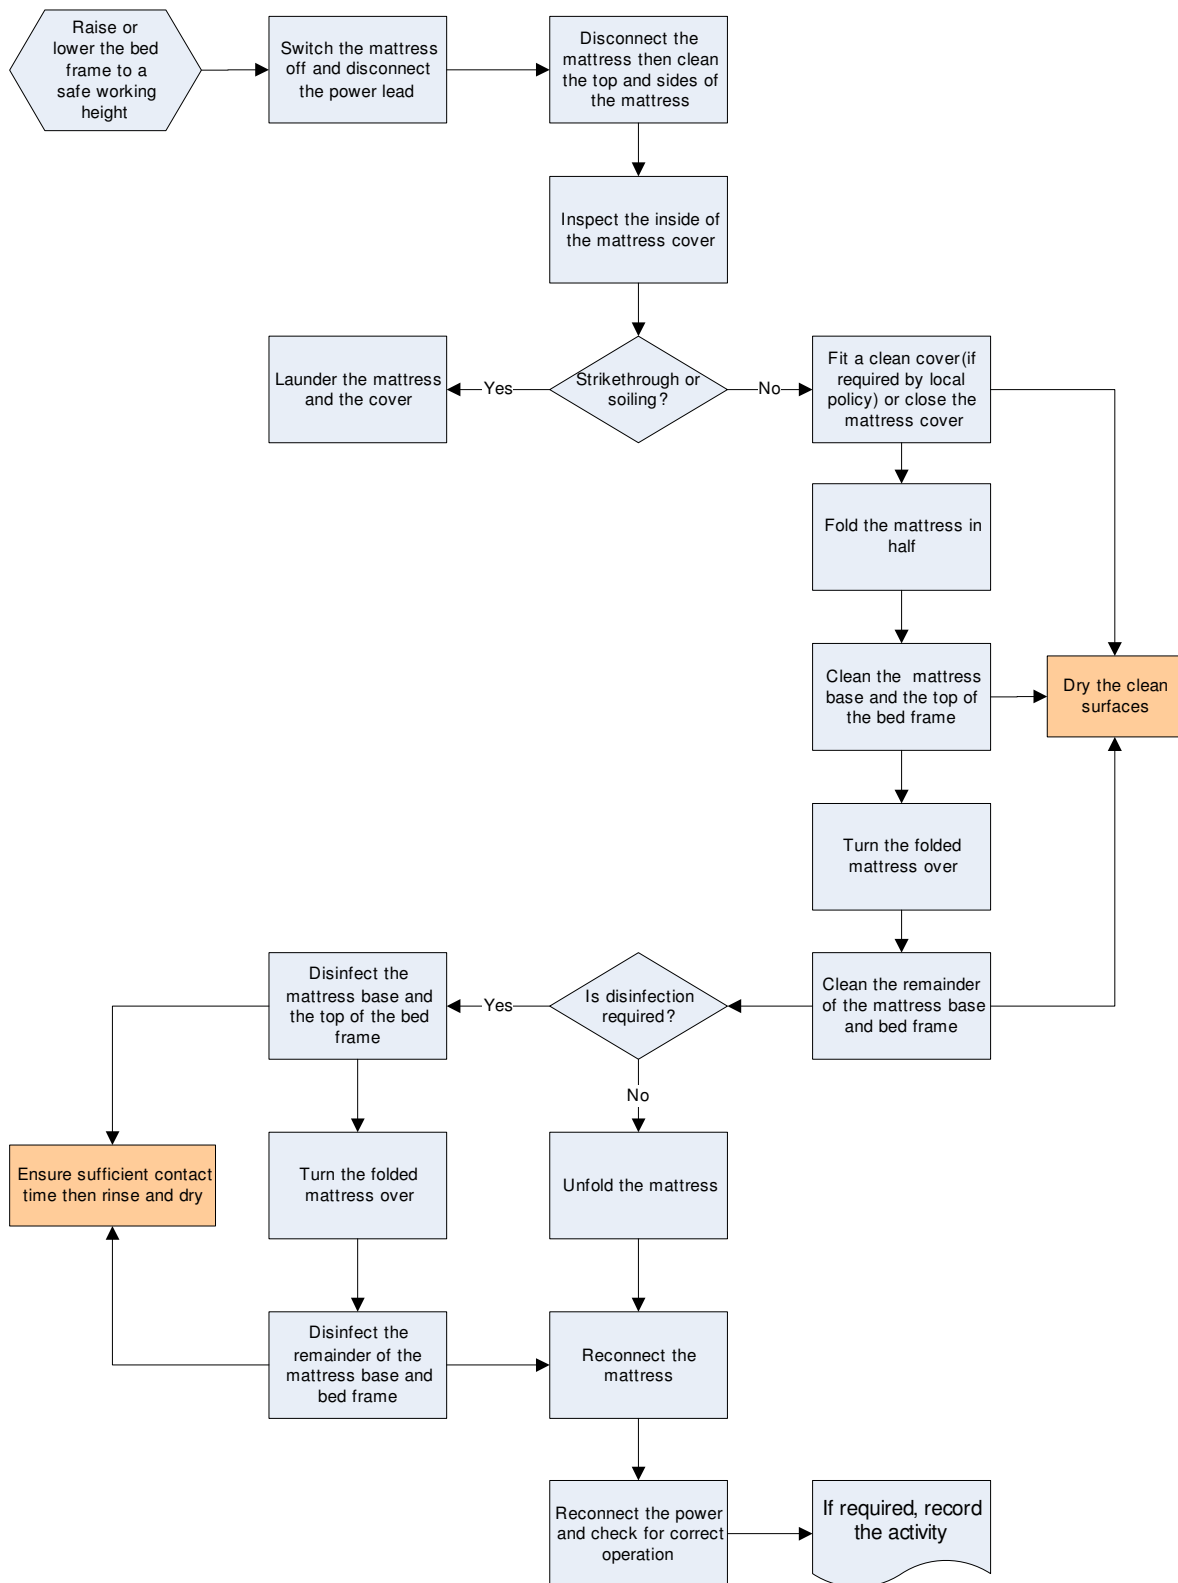 Raise or
lower the bed
frame to a
safe working
height
Switch the mattress
off and disconnect
the power lead
Disconnect the
mattress then clean
the top and sides of
the mattress
Inspect the inside of
the mattress cover
Strikethrough or
soiling?
Yes
No
Launder the mattress
and the cover
Fit a clean cover(if
required by local
policy) or close the
mattress cover
Fold the mattress in
half
Clean the mattress
base and the top of
the bed frame
Dry the clean
surfaces
Turn the folded
mattress over
Clean the remainder
of the mattress base
and bed frame
Is disinfection
required?
Yes
No
Disinfect the
mattress base and
the top of the bed
frame
Ensure sufficient contact
time then rinse and dry
Turn the folded
mattress over
Unfold the mattress
Disinfect the
remainder of the
mattress base and
bed frame
Reconnect the
mattress
Reconnect the power
and check for correct
operation
If required, record
the activity